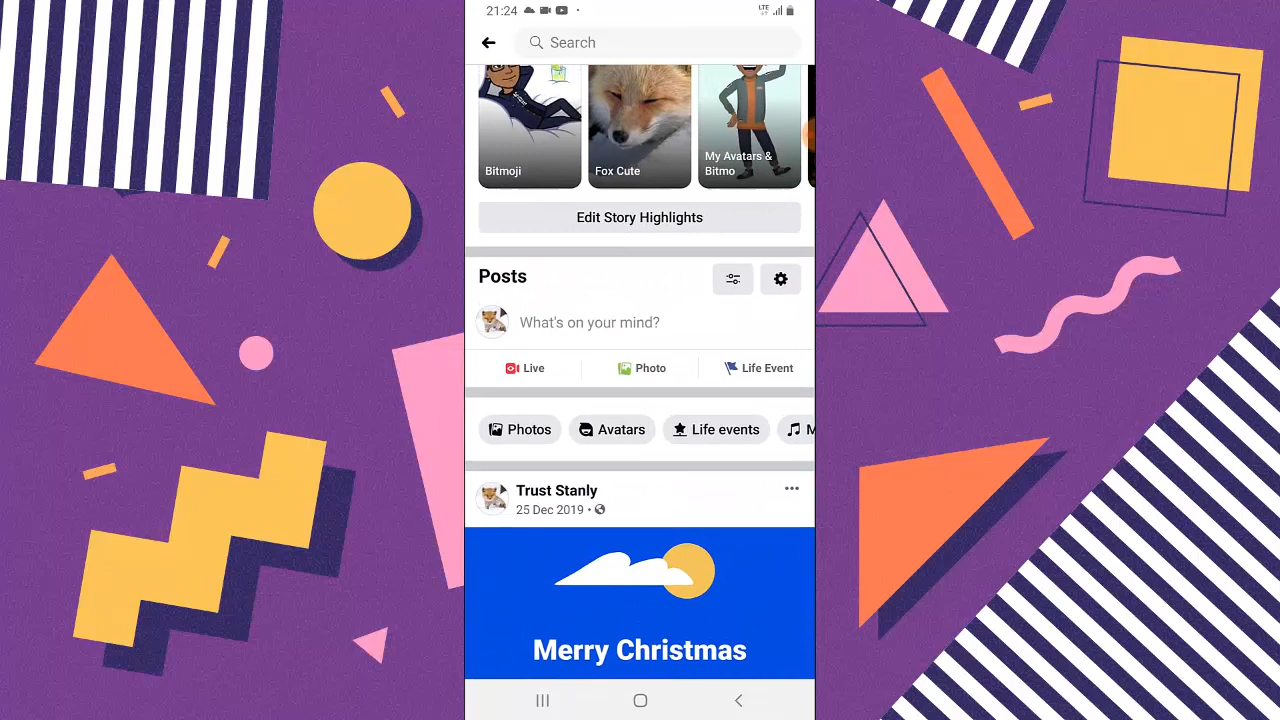 21:24
LTE
Search
Bitmoji
Fox Cute
My Avatars &
Bitmo
Edit Story Highlights
Posts
What's on your mind?
Live
Photo
Life Event
Photos
Avatars
Life events
M
Trust Stanly
25 Dec 2019 •
Merry Christmas